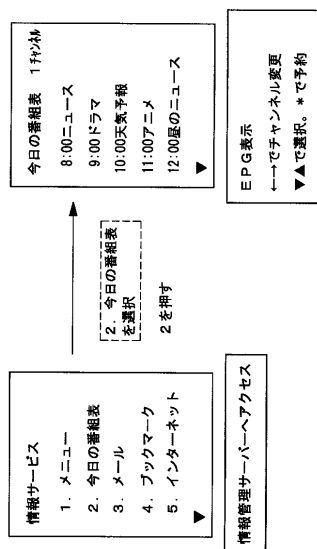 情報サービス
1. メニュー
2. 今日の番組表
3. メール
4. ブックマーク
5. インターネット
▼
情報管理サーバーへアクセス
2. 今日の番組表
を選択
2を押す
今日の番組表 1チャンネル
8:00ニュース
9:00ドラマ
10:00天気予報
11:00アニメ
12:00昼のニュース
▼
EPG表示
←→でチャンネル変更
▼▲で選択。*で予約